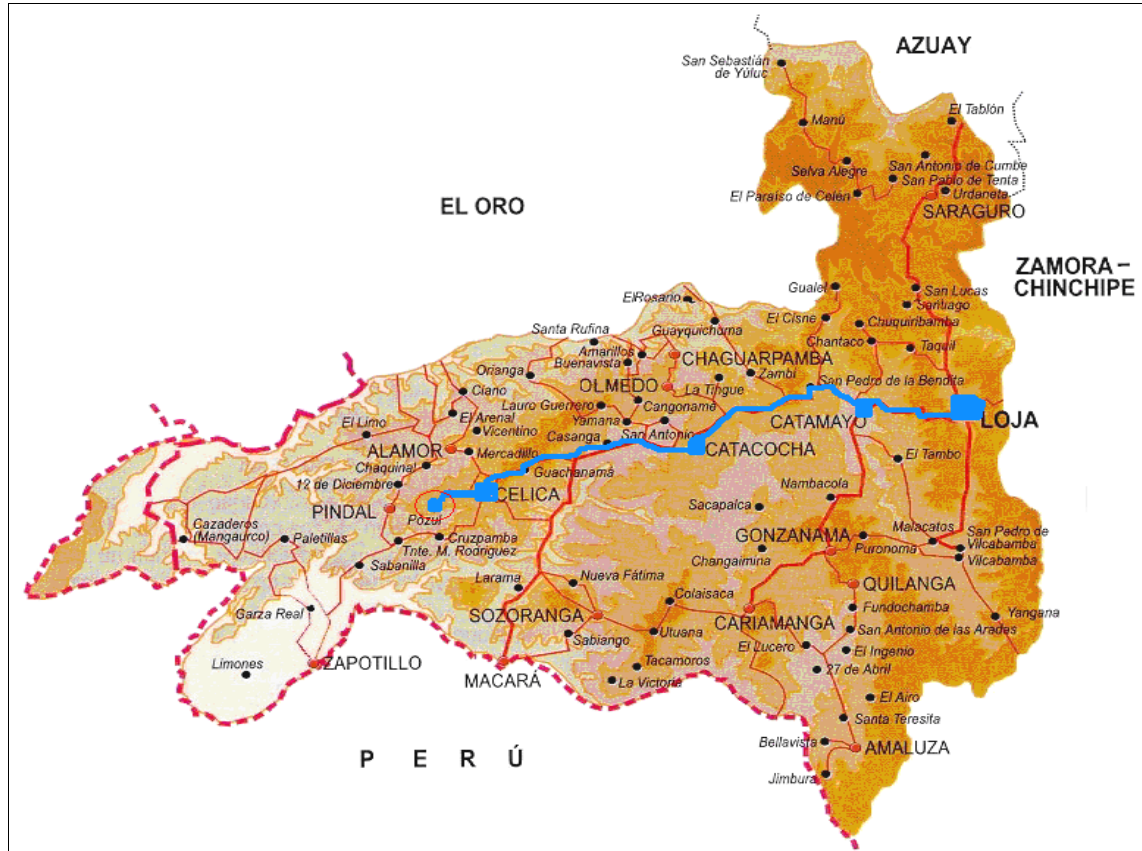 AZUAY
San Sebastián
de Yúluc
El Tablón
Manú
San Antonio de Cumbe
Selva Alegre
San Pablo de Tenta
El Paraíso de Celén
Urdaneta
SARAGURO
EL ORO
ZAMORA –
CHINCHIPE
Gualel
San Lucas
ElRosario
Santiago
El Cisne
Chuquiribamba
Santa Rufina
Guayquichuma
Chantaco
Taquil
Amarillos
Buenavista
CHAGUARPAMBA
Orianga
Zambi
OLMEDO
La Tingue
San Pedro de la Bendita
Ciano
Lauro Guerrero
Cangonamé
El Arenal
Yamana
CATAMAYO
LOJA
El Limo
Vicentino
Casanga
San Antonio
ALAMOR
Mercadillo
CATACOCHA
El Tambo
Chaquinal
Guachanamá
12 de Diciembre
CELICA
Nambacola
Sacapalca
PINDAL
Pózul
Cazaderos
(Mangaurco)
Paletillas
Cruzpamba
GONZANAMA
Malacatos
San Pedro de
Vilcabamba
Tnte. M. Rodriguez
Puronoma
Vilcabamba
Changaimina
Sabanilla
Larama
Nueva Fátima
QUILANGA
Colaisaca
Garza Real
SOZORANGA
CARIAMANGA
Fundochamba
Yangana
Sabiango
Utuana
San Antonio de las Aradas
El Lucero
El Ingenio
Limones
ZAPOTILLO
Tacamoros
27 de Abril
MACARÁ
La Victoria
El Airo
Santa Teresita
Bellavista
AMALUZA
P E R Ú
Jimbura